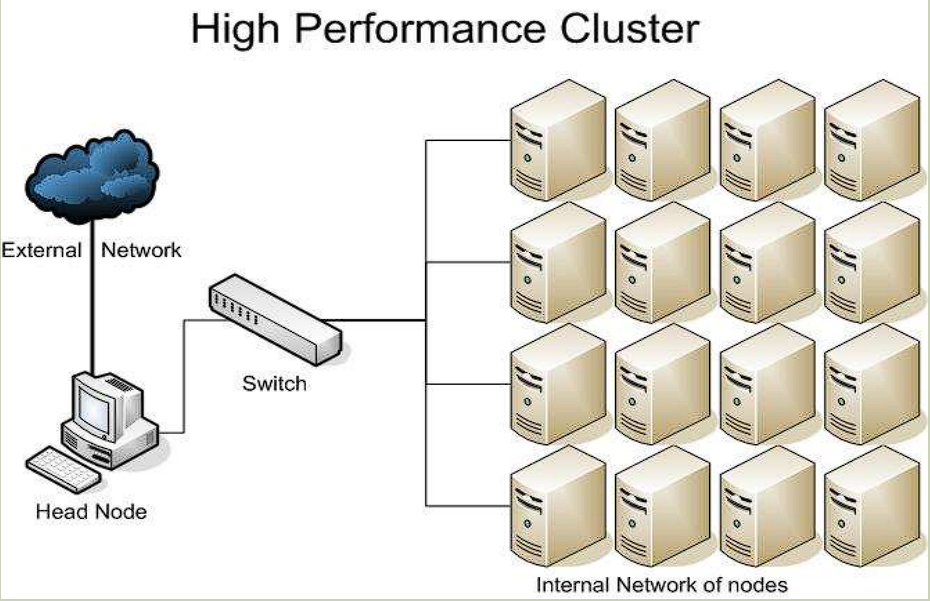 High Performance Cluster
External Network
Switch
Head Node
Internal Network of nodes